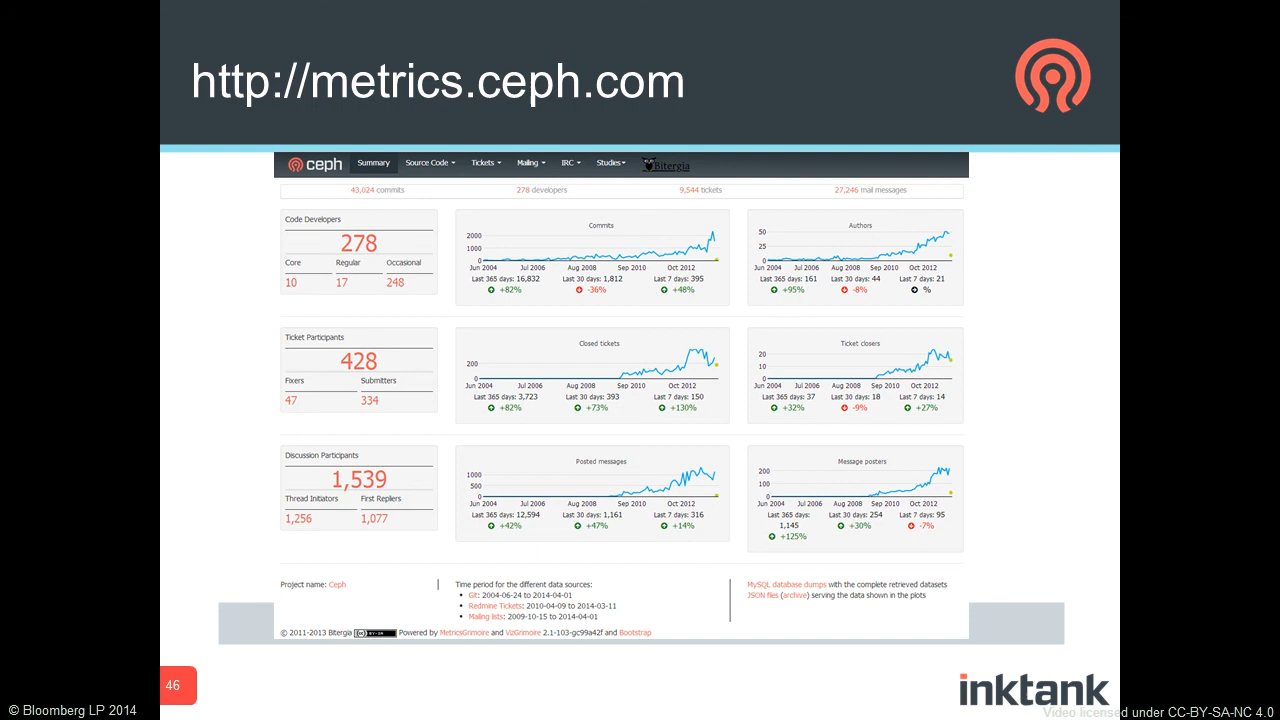 http://metrics.ceph.com
ceph Summary Source Code Tickets Mailing IRC Studies Bitergia
43,024 commits 278 developers 9,544 tickets 27,246 mail messages
Code Developers
278
Core Regular Occasional
10 17 248
Commits
2000
1000
0
Jun 2004 Jul 2006 Aug 2008 Sep 2010 Oct 2012
Last 365 days: 16,832 Last 30 days: 1,812 Last 7 days: 395
+82% -36% +48%
Authors
50
25
0
Jun 2004 Jul 2006 Aug 2008 Sep 2010 Oct 2012
Last 365 days: 161 Last 30 days: 44 Last 7 days: 21
+95% -8% %
Ticket Participants
428
Fixers Submitters
47 334
Closed tickets
200
0
Jun 2004 Jul 2006 Aug 2008 Sep 2010 Oct 2012
Last 365 days: 3,723 Last 30 days: 393 Last 7 days: 150
+82% +73% +130%
Ticket closers
20
10
0
Jun 2004 Jul 2006 Aug 2008 Sep 2010 Oct 2012
Last 365 days: 37 Last 30 days: 18 Last 7 days: 14
+32% -9% +27%
Discussion Participants
1,539
Thread Initiators First Repliers
1,256 1,077
Posted messages
1000
500
0
Jun 2004 Jul 2006 Aug 2008 Sep 2010 Oct 2012
Last 365 days: 12,594 Last 30 days: 1,161 Last 7 days: 316
+42% +47% +14%
Message posters
200
100
0
Jun 2004 Jul 2006 Aug 2008 Sep 2010 Oct 2012
Last 365 days: Last 30 days: 254 Last 7 days: 95
1,145 +30% -7%
+125%
Project name: Ceph
Time period for the different data sources:
• Git: 2004-06-24 to 2014-04-01
• Redmine Tickets: 2010-04-09 to 2014-03-11
• Mailing lists: 2009-10-15 to 2014-04-01
MySQL database dumps with the complete retrieved datasets
JSON files (archive) serving the data shown in the plots
© 2011-2013 Bitergia (cc) BY-SA Powered by MetricsGrimoire and VizGrimoire 2.1-103-gc99a42f and Bootstrap
46
inktank
© Bloomberg LP 2014
Video licensed under CC-BY-SA-NC 4.0